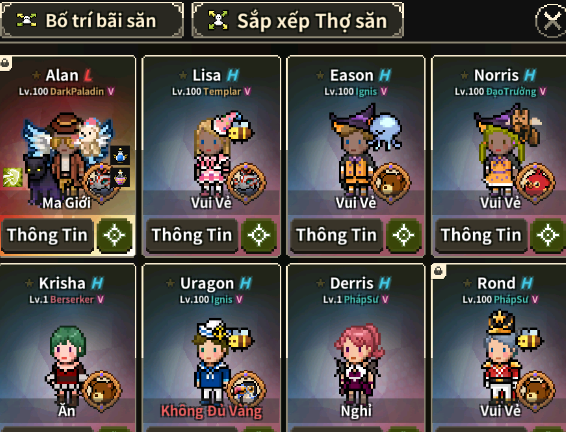 Bố trí bãi săn
Sắp xếp Thợ săn
Alan L
Lv.100 DarkPaladin V
Ma Giới
Thông Tin
Lisa H
Lv.100 Templar V
Vui Vẻ
Thông Tin
Eason H
Lv.100 Ignis V
Vui Vẻ
Thông Tin
Norris H
Lv.100 ĐạoTrưởng V
Vui Vẻ
Thông Tin
Krisha H
Lv.1 Berserker V
Ăn
Uragon H
Lv.100 Ignis V
Không Đủ Vàng
Derris H
Lv.1 PhápSư V
Nghỉ
Rond H
Lv.100 PhápSư V
Vui Vẻ